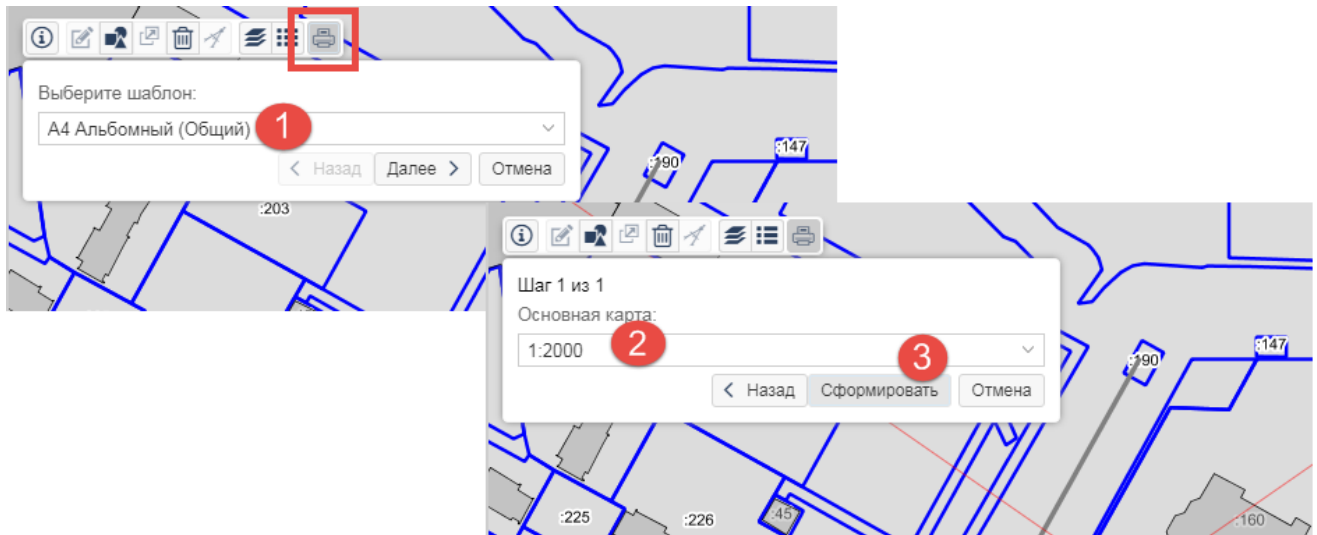 Выберите шаблон:
А4 Альбомный (Общий)
1
Назад
Далее
Отмена
:190
:147
:203
Шаг 1 из 1
Основная карта:
1:2000
2
3
Назад
Сформировать
Отмена
:190
:147
:225
:226
:45
:160